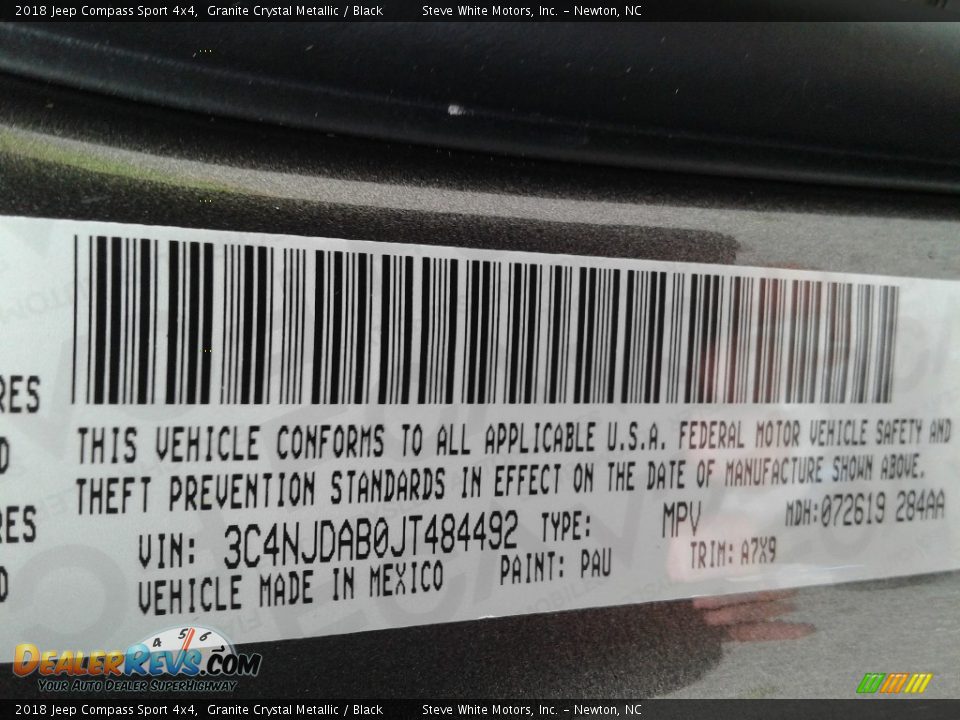 2018 Jeep Compass Sport 4x4, Granite Crystal Metallic / Black Steve White Motors, Inc. – Newton, NC
RES
THIS VEHICLE CONFORMS TO ALL APPLICABLE U.S.A. FEDERAL MOTOR VEHICLE SAFETY AND
D
THEFT PREVENTION STANDARDS IN EFFECT ON THE DATE OF MANUFACTURE SHOWN ABOVE.
RES
VIN: 3C4NJDAB0JT484492 TYPE: MPV MDH:072619 284AA
D
VEHICLE MADE IN MEXICO PAINT: PAU TRIM: A7X9
4 5 6
DealerRevs.com
Your Auto Dealer SuperHighway
2018 Jeep Compass Sport 4x4, Granite Crystal Metallic / Black Steve White Motors, Inc. – Newton, NC